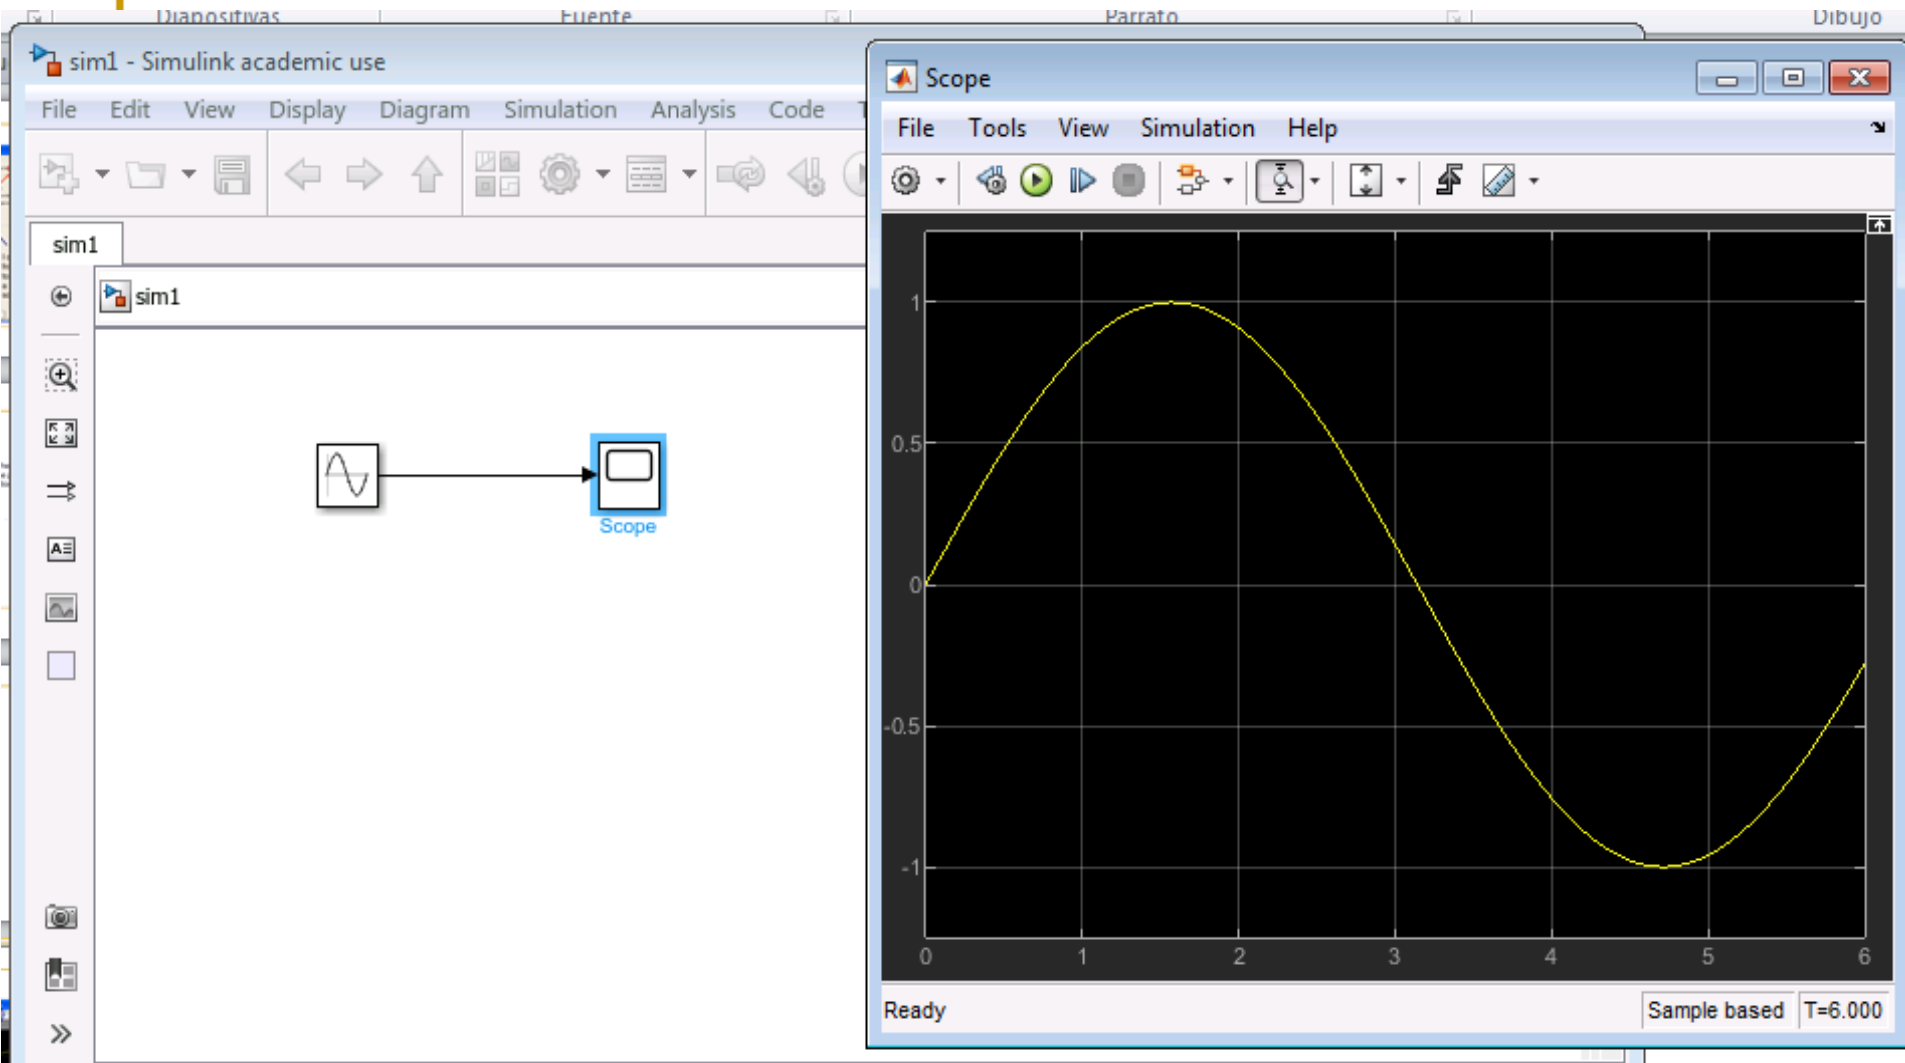 Diapositivas Fuente Párrafo Dibujo
sim1 - Simulink academic use
File Edit View Display Diagram Simulation Analysis Code
sim1
sim1
Scope
Scope
File Tools View Simulation Help
1
0.5
0
-0.5
-1
0 1 2 3 4 5 6
Ready Sample based T=6.000